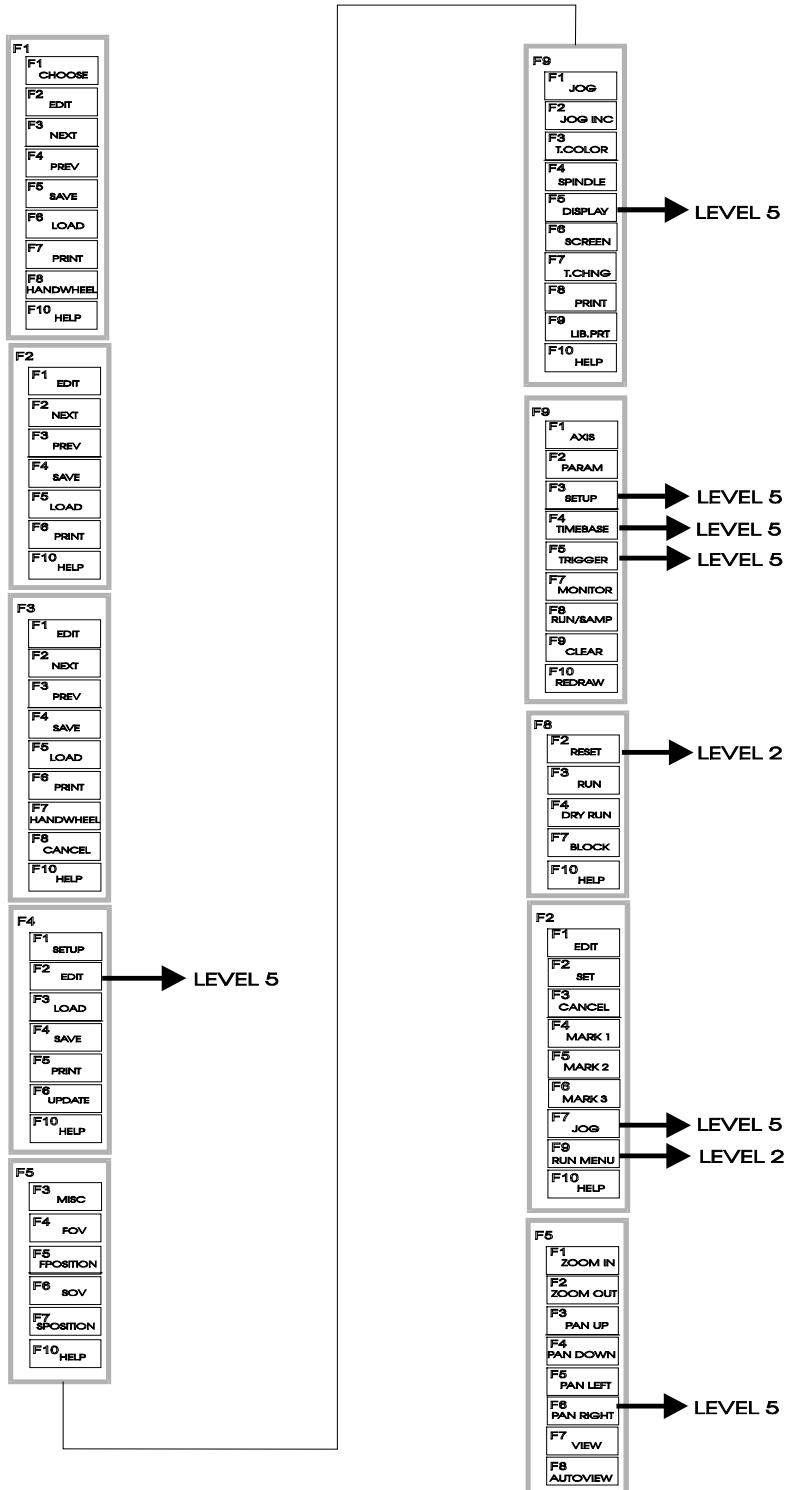 F1
F1 CHOOSE
F2 EDIT
F3 NEXT
F4 PREV
F5 SAVE
F6 LOAD
F7 PRINT
F8 HANDWHEEL
F10 HELP
F2
F1 EDIT
F2 NEXT
F3 PREV
F4 SAVE
F5 LOAD
F6 PRINT
F10 HELP
F3
F1 EDIT
F2 NEXT
F3 PREV
F4 SAVE
F5 LOAD
F6 PRINT
F7 HANDWHEEL
F8 CANCEL
F10 HELP
F4
F1 SETUP
F2 EDIT LEVEL 5
F3 LOAD
F4 SAVE
F5 PRINT
F6 UPDATE
F10 HELP
F5
F3 MISC
F4 FOV
F5 FPOSITION
F6 SOV
F7 SPOSITION
F10 HELP
F9
F1 JOG
F2 JOG INC
F3 T.COLOR
F4 SPINDLE
F5 DISPLAY LEVEL 5
F6 SCREEN
F7 T.CHNG
F8 PRINT
F9 LIB.PRT
F10 HELP
F9
F1 AXIS
F2 PARAM
F3 SETUP LEVEL 5
F4 TIMEBASE LEVEL 5
F5 TRIGGER LEVEL 5
F7 MONITOR
F8 RUN/SAMP
F9 CLEAR
F10 REDRAW
F8
F2 RESET LEVEL 2
F3 RUN
F4 DRY RUN
F7 BLOCK
F10 HELP
F2
F1 EDIT
F2 SET
F3 CANCEL
F4 MARK 1
F5 MARK 2
F6 MARK 3
F7 JOG LEVEL 5
F9 RUN MENU LEVEL 2
F10 HELP
F5
F1 ZOOM IN
F2 ZOOM OUT
F3 PAN UP
F4 PAN DOWN
F5 PAN LEFT
F6 PAN RIGHT LEVEL 5
F7 VIEW
F8 AUTOVIEW